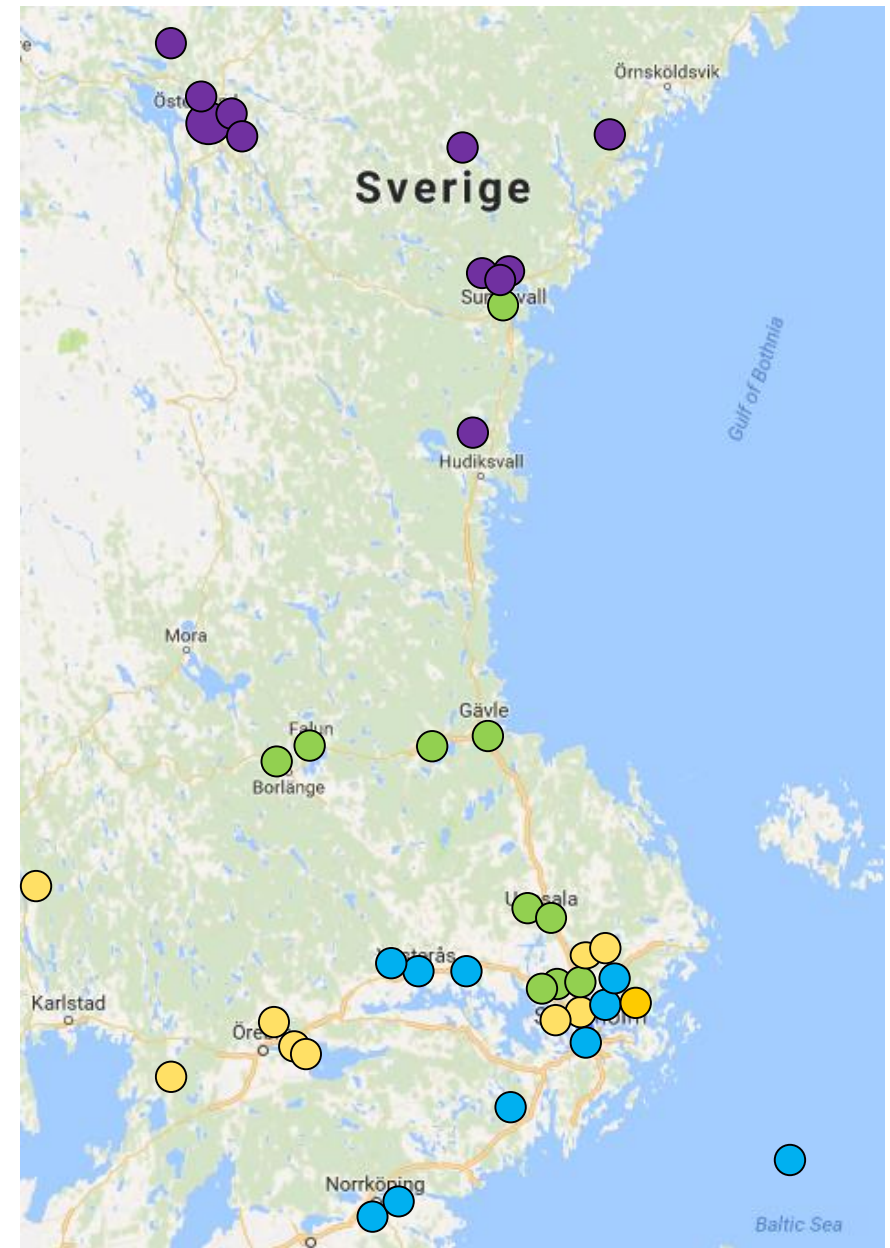 Örnsköldsvik
Sverige
Gulf of Bothnia
Hudiksvall
Mora
Gävle
Falun
Borlänge
Karlstad
Norrköping
Baltic Sea